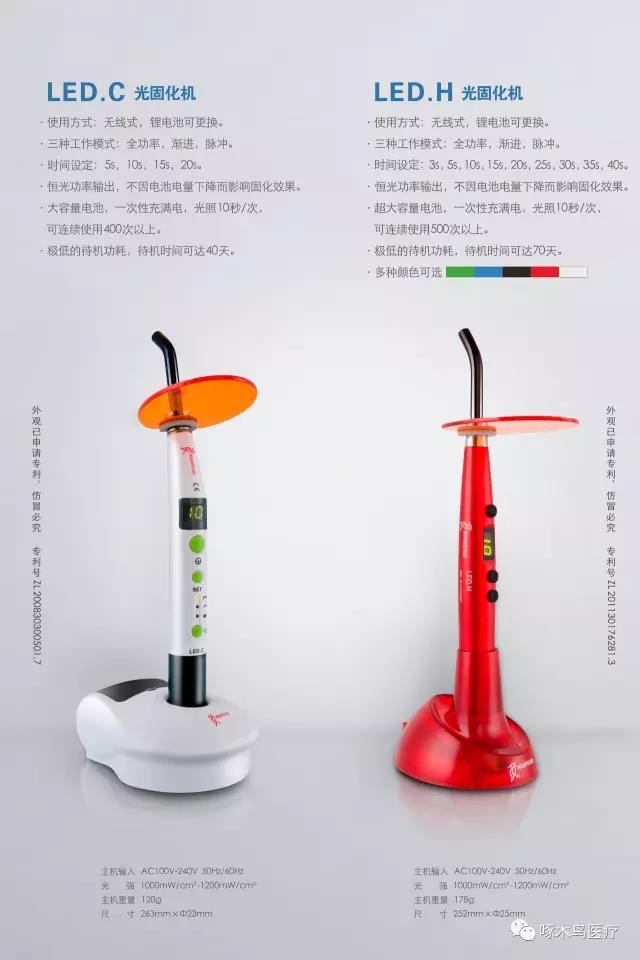 LED.C 光固化机
· 使用方式：无线式，锂电池可更换。
· 三种工作模式：全功率，渐进，脉冲。
· 时间设定：5s，10s，15s，20s。
· 恒光功率输出，不因电池电量下降而影响固化效果。
· 大容量电池，一次性充满电，光照10秒/次，
可连续使用400次以上。
· 极低的待机功耗，待机时间可达40天。
LED.H 光固化机
· 使用方式：无线式，锂电池可更换。
· 三种工作模式：全功率，渐进，脉冲。
· 时间设定：3s, 5s, 10s, 15s, 20s, 25s, 30s, 35s, 40s。
· 恒光功率输出，不因电池电量下降而影响固化效果。
· 超大容量电池，一次性充满电，光照10秒/次，
可连续使用500次以上。
· 极低的待机功耗，待机时间可达70天。
· 多种颜色可选
外观已申请专利，仿冒必究 专利号 ZL 200830300501.7
CE
10
SET
LED.C
10
LED.H
外观已申请专利，仿冒必究 专利号 ZL 201130176281.3
主机输入 AC100V-240V 50Hz/60Hz
光 强 1000mW/cm²-1200mW/cm²
主机重量 120g
尺 寸 263mm×Φ23mm
主机输入 AC100V-240V 50Hz/60Hz
光 强 1000mW/cm²-1200mW/cm²
主机重量 178g
尺 寸 252mm×Φ25mm
啄木鸟医疗